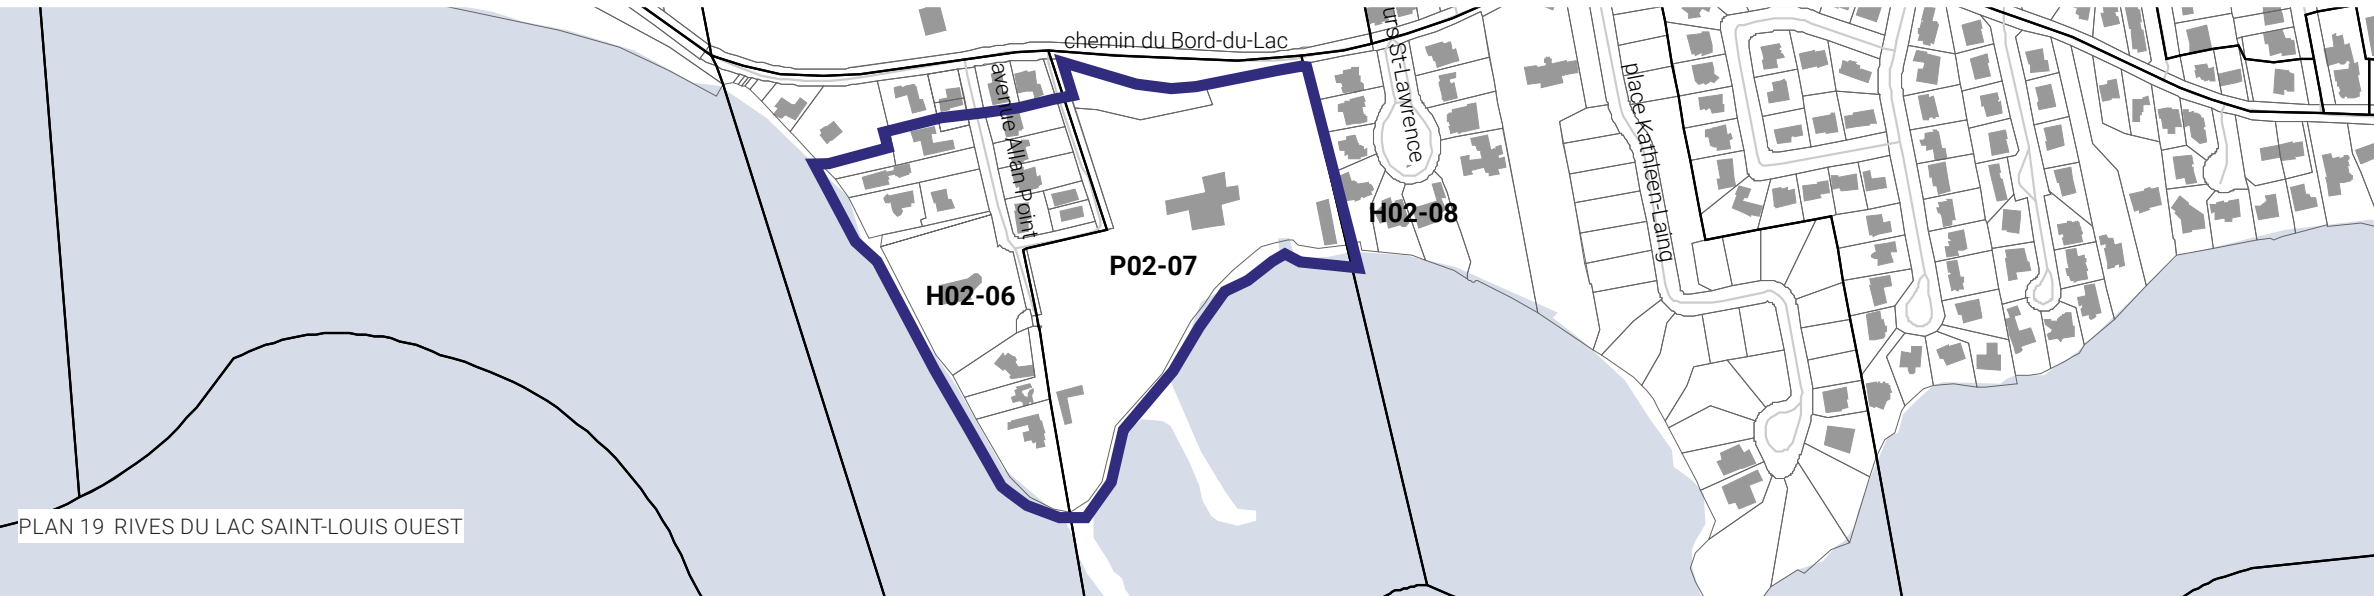 chemin du Bord-du-Lac
avenue Allan Point
urs St-Lawrence
place Kathleen-Laing
H02-08
P02-07
H02-06
PLAN 19 RIVES DU LAC SAINT-LOUIS OUEST